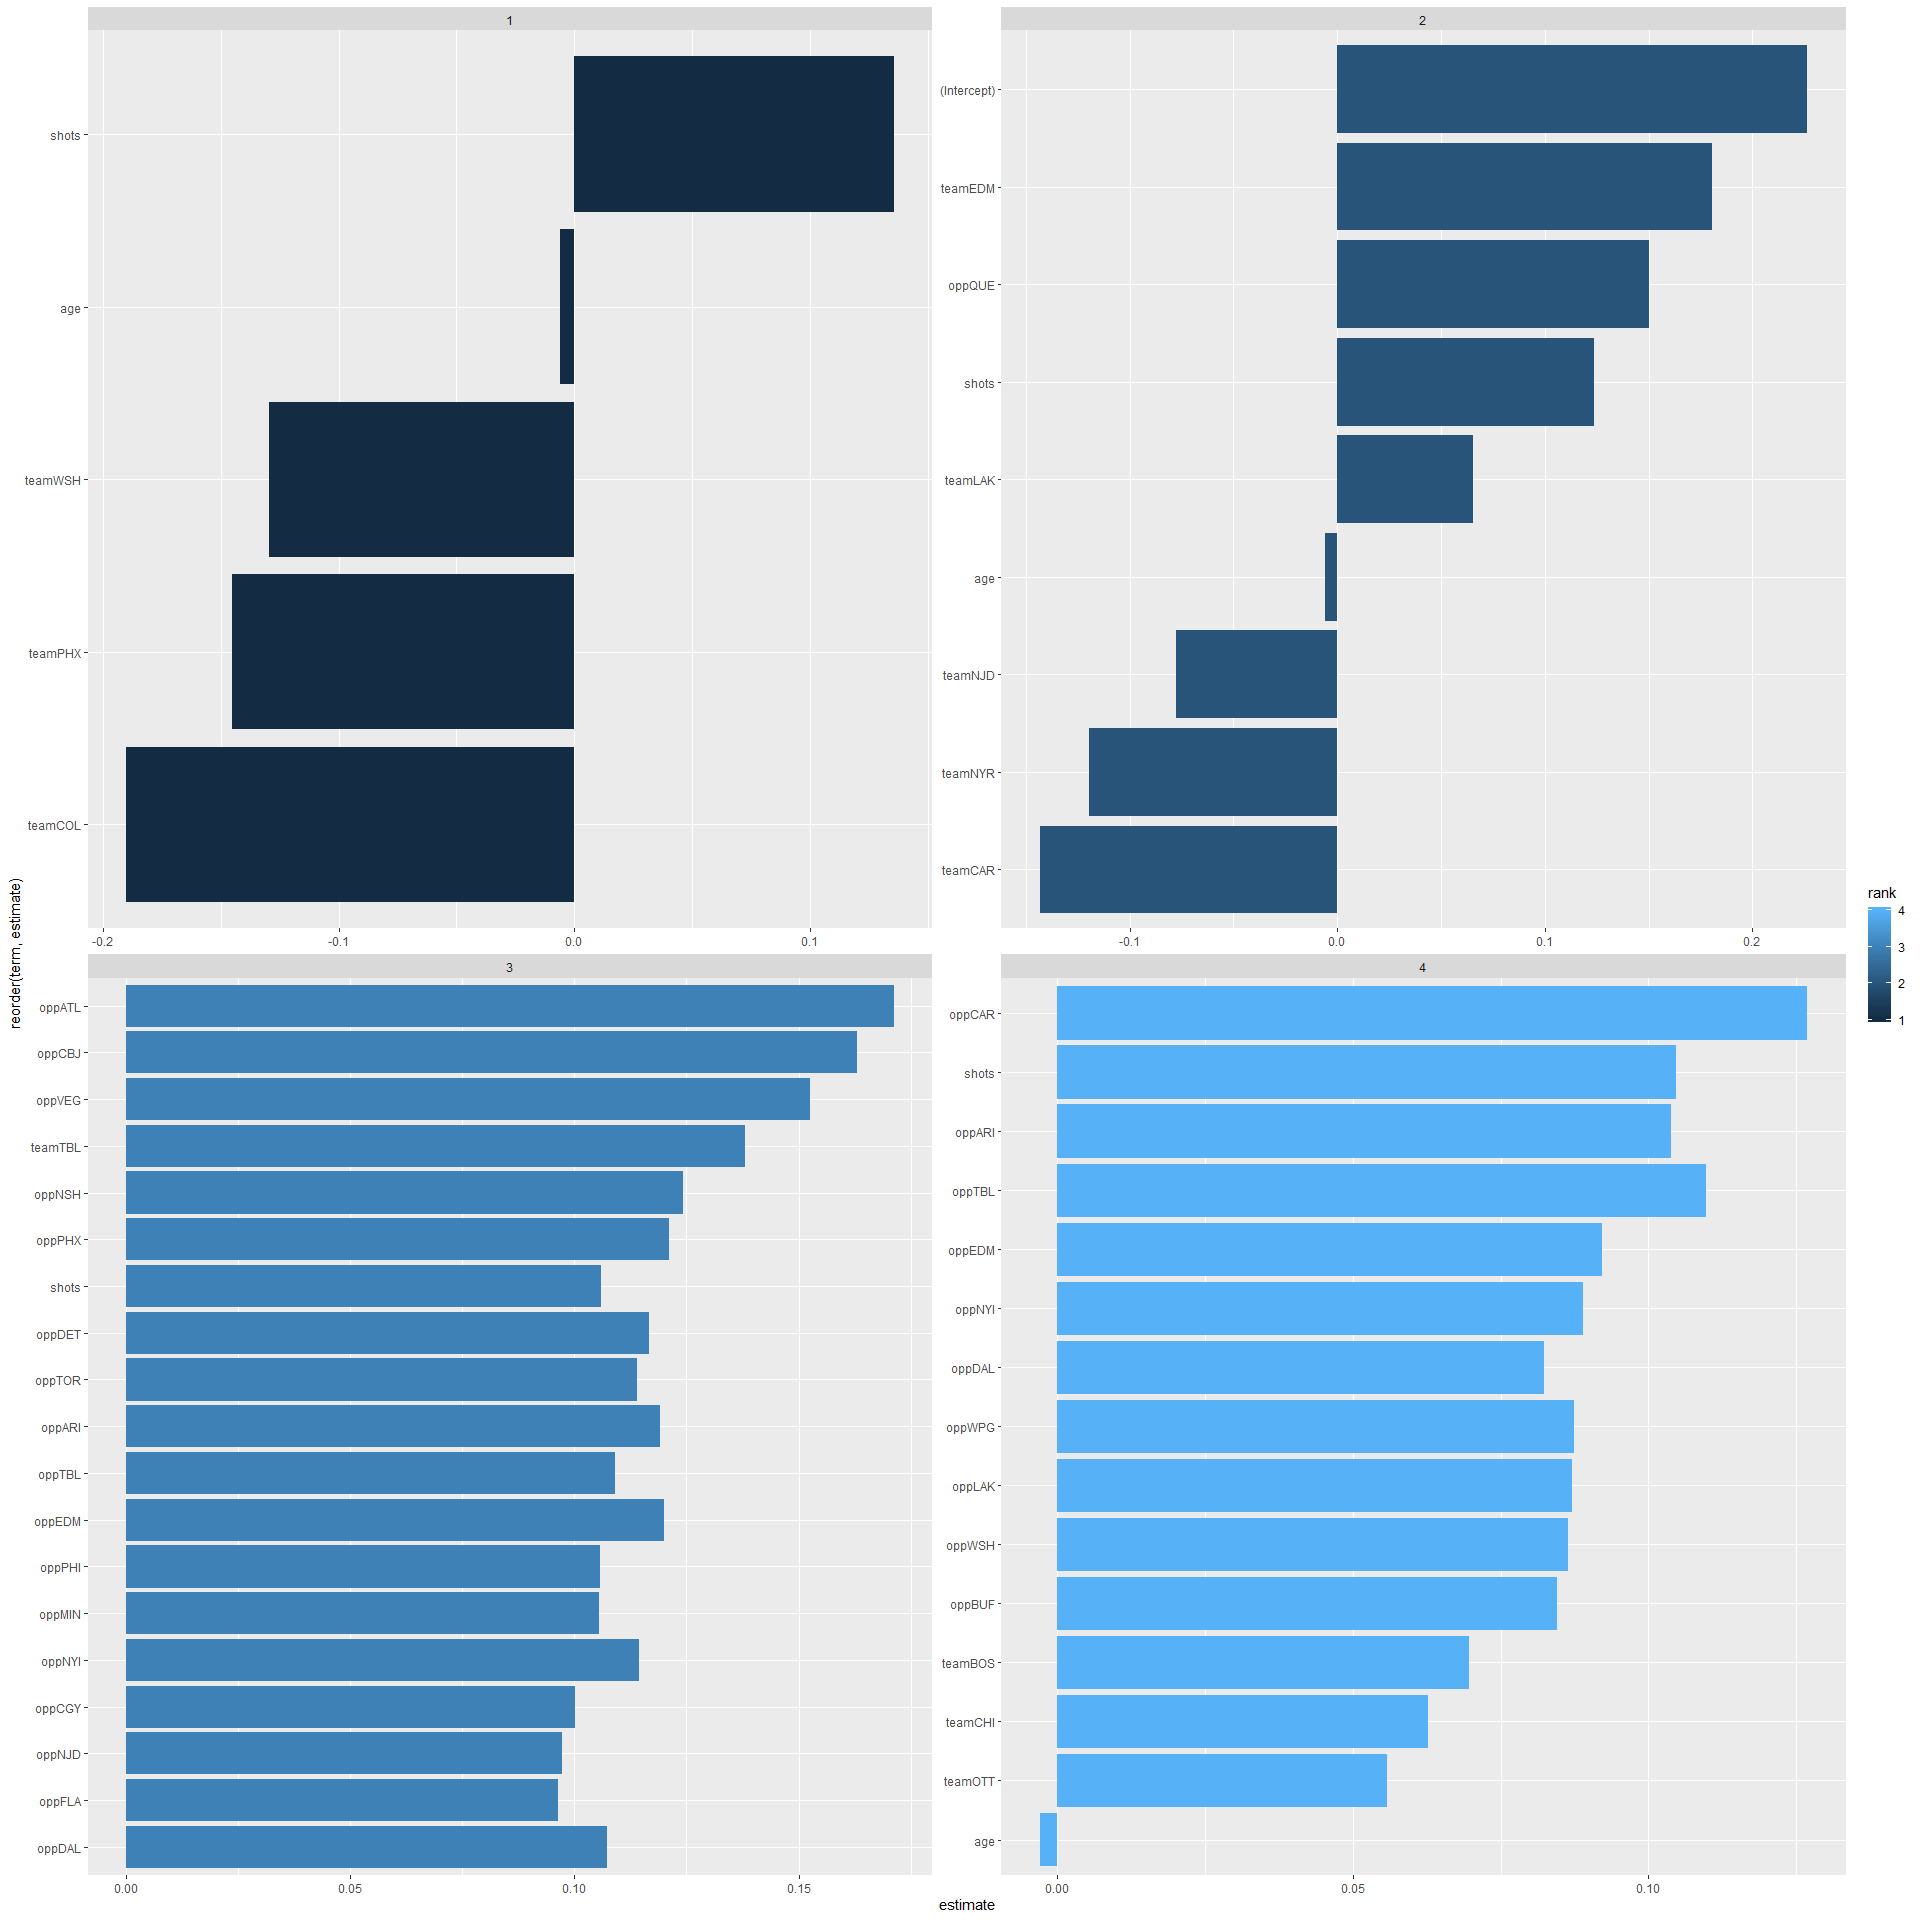 1
shots
age
teamWSH
teamPHX
teamCOL
-0.2 -0.1 0.0 0.1
2
(Intercept)
teamEDM
oppQUE
shots
teamLAK
age
teamNJD
teamNYR
teamCAR
-0.1 0.0 0.1 0.2
3
oppATL
oppCBJ
oppVEG
teamTBL
oppNSH
oppPHX
shots
oppDET
oppTOR
oppARI
oppTBL
oppEDM
oppPHI
oppMIN
oppNYI
oppCGY
oppNJD
oppFLA
oppDAL
0.00 0.05 0.10 0.15
4
oppCAR
shots
oppARI
oppTBL
oppEDM
oppNYI
oppDAL
oppWPG
oppLAK
oppWSH
oppBUF
teamBOS
teamCHI
teamOTT
age
0.00 0.05 0.10
estimate
reorder(term, estimate)
rank
4
3
2
1